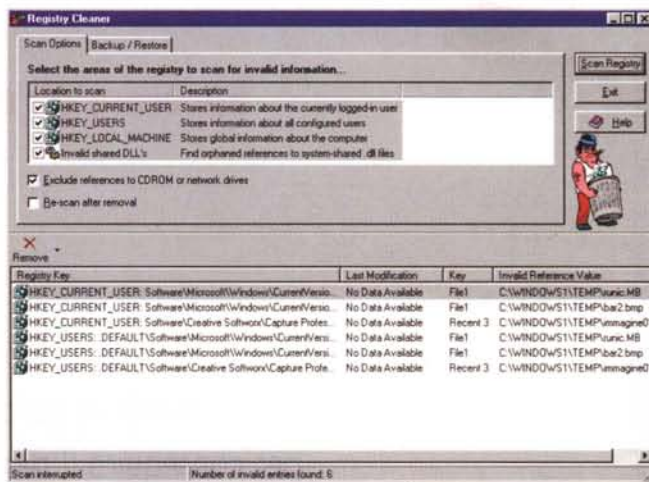 Registry Cleaner
Scan Options Backup / Restore
Select the areas of the registry to scan for invalid information...
Location to scan Description
HKEY_CURRENT_USER Stores information about the currently logged-in user
HKEY_USERS Stores information about all configured users
HKEY_LOCAL_MACHINE Stores global information about the computer
Invalid shared DLL's Find orphaned references to system-shared .dll files
Exclude references to CDROM or network drives
Re-scan after removal
Scan Registry
Exit
Help
Remove
Registry Key Last Modification Key Invalid Reference Value
HKEY_CURRENT_USER: Software\Microsoft\Windows\CurrentVersio... No Data Available File1 C:\WINDOWS1\TEMP\runic.MB
HKEY_CURRENT_USER: Software\Microsoft\Windows\CurrentVersio... No Data Available File1 C:\WINDOWS1\TEMP\bar2.bmp
HKEY_CURRENT_USER: Software\Creative Softworx\Capture Profes... No Data Available Recent 3 C:\WINDOWS1\TEMP\immagine0
HKEY_USERS: .DEFAULT\Software\Microsoft\Windows\CurrentVersi... No Data Available File1 C:\WINDOWS1\TEMP\runic.MB
HKEY_USERS: .DEFAULT\Software\Microsoft\Windows\CurrentVersi... No Data Available File1 C:\WINDOWS1\TEMP\bar2.bmp
HKEY_USERS: .DEFAULT\Software\Creative Softworx\Capture Profe... No Data Available Recent 3 C:\WINDOWS1\TEMP\immagine0
Scan interrupted Number of invalid entries found: 6